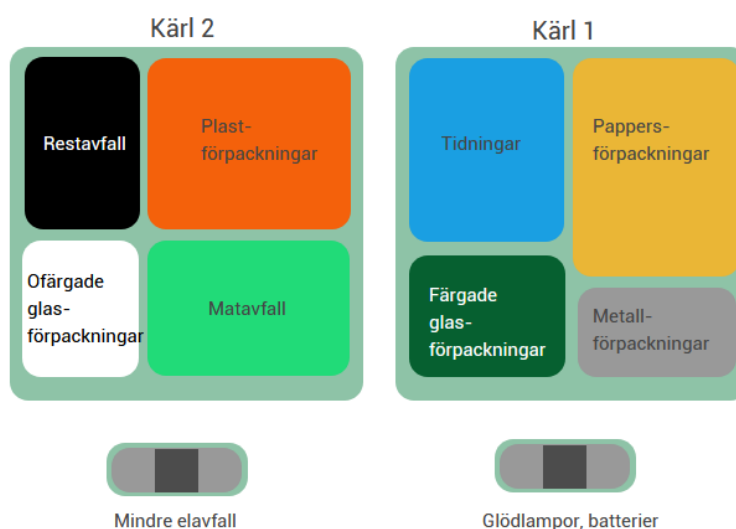 Kärl 2
Restavfall
Plast-
förpackningar
Ofärgade
glas-
förpackningar
Matavfall
Mindre elavfall
Kärl 1
Tidningar
Pappers-
förpackningar
Färgade
glas-
förpackningar
Metall-
förpackningar
Glödlampor, batterier